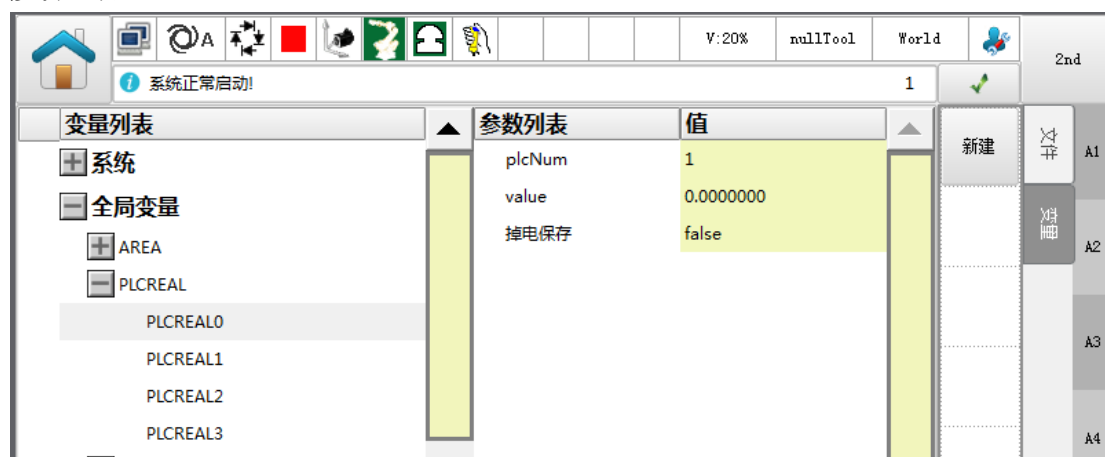 A V:20% nullTool World 2nd
系统正常启动! 1
变量列表 参数列表 值 新建 文件 A1
系统 plcNum 1
全局变量 value 0.0000000 变量
AREA 掉电保存 false A2
PLCREAL
PLCREAL0
PLCREAL1 A3
PLCREAL2
PLCREAL3 A4